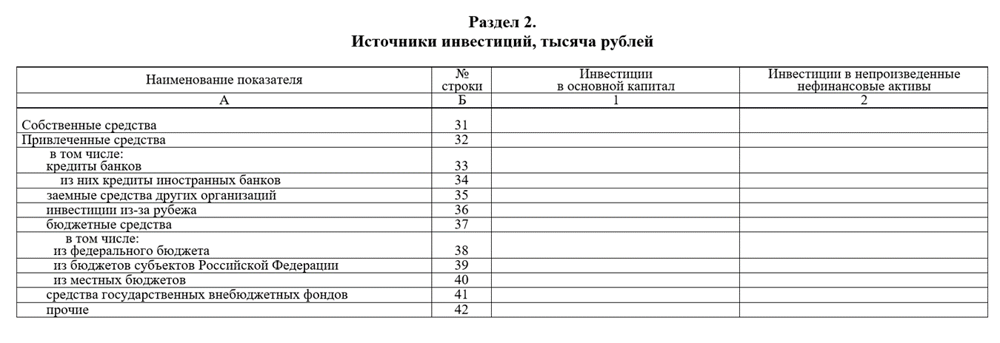 Раздел 2.
Источники инвестиций, тысяча рублей
Наименование показателя
№
строки
Инвестиции
в основной капитал
Инвестиции в непроизведенные
нефинансовые активы
А
Б
1
2
Собственные средства 31
Привлеченные средства 32
в том числе:
кредиты банков 33
из них кредиты иностранных банков 34
заемные средства других организаций 35
инвестиции из-за рубежа 36
бюджетные средства 37
в том числе:
из федерального бюджета 38
из бюджетов субъектов Российской Федерации 39
из местных бюджетов 40
средства государственных внебюджетных фондов 41
прочие 42